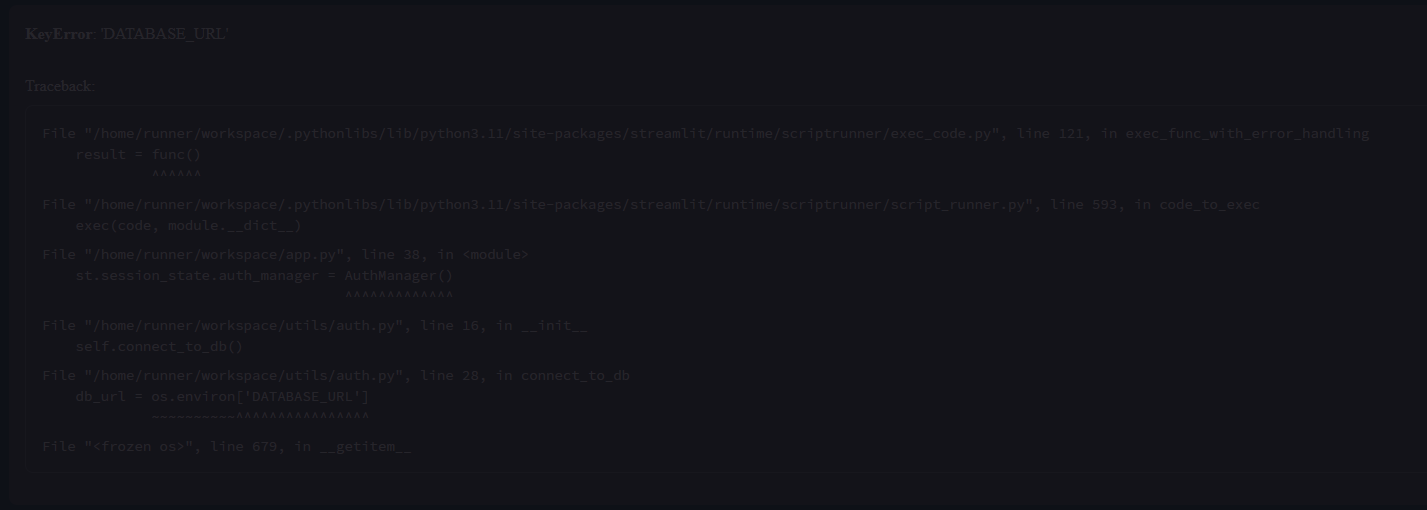 KeyError: 'DATABASE_URL'
Traceback:
File "/home/runner/workspace/.pythonlibs/lib/python3.11/site-packages/streamlit/runtime/scriptrunner/exec_code.py", line 121, in exec_func_with_error_handling
    result = func()
             ^^^^^^
File "/home/runner/workspace/.pythonlibs/lib/python3.11/site-packages/streamlit/runtime/scriptrunner/script_runner.py", line 593, in code_to_exec
    exec(code, module.__dict__)
File "/home/runner/workspace/app.py", line 38, in <module>
    st.session_state.auth_manager = AuthManager()
                                    ^^^^^^^^^^^^^
File "/home/runner/workspace/utils/auth.py", line 16, in __init__
    self.connect_to_db()
File "/home/runner/workspace/utils/auth.py", line 28, in connect_to_db
    db_url = os.environ['DATABASE_URL']
             ~~~~~~~~~~^^^^^^^^^^^^^^^^
File "<frozen os>", line 679, in __getitem__